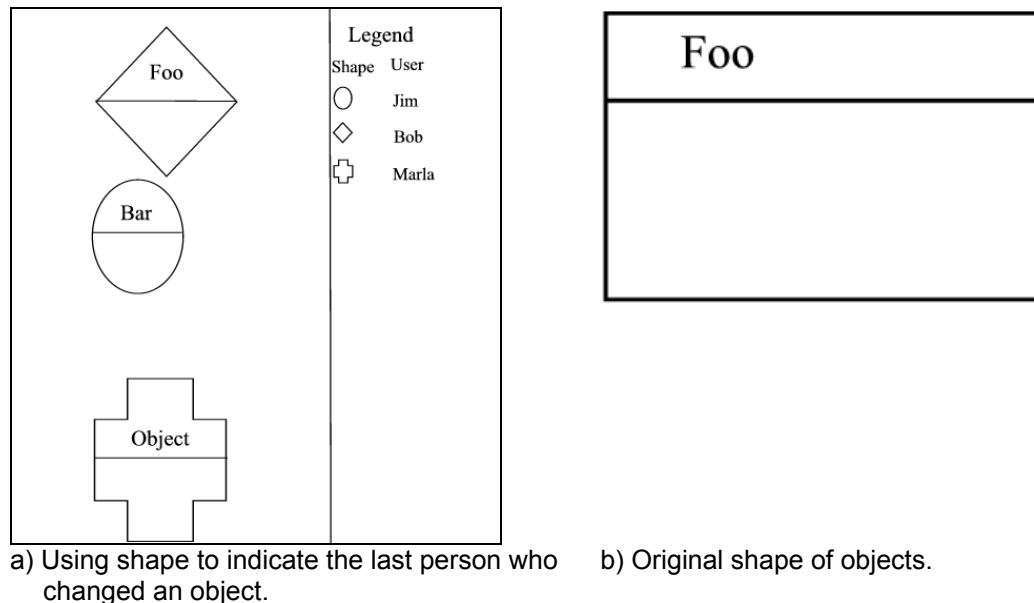 Foo
Bar
Object
Legend
Shape User
Jim
Bob
Marla
Foo
a) Using shape to indicate the last person who
changed an object.
b) Original shape of objects.